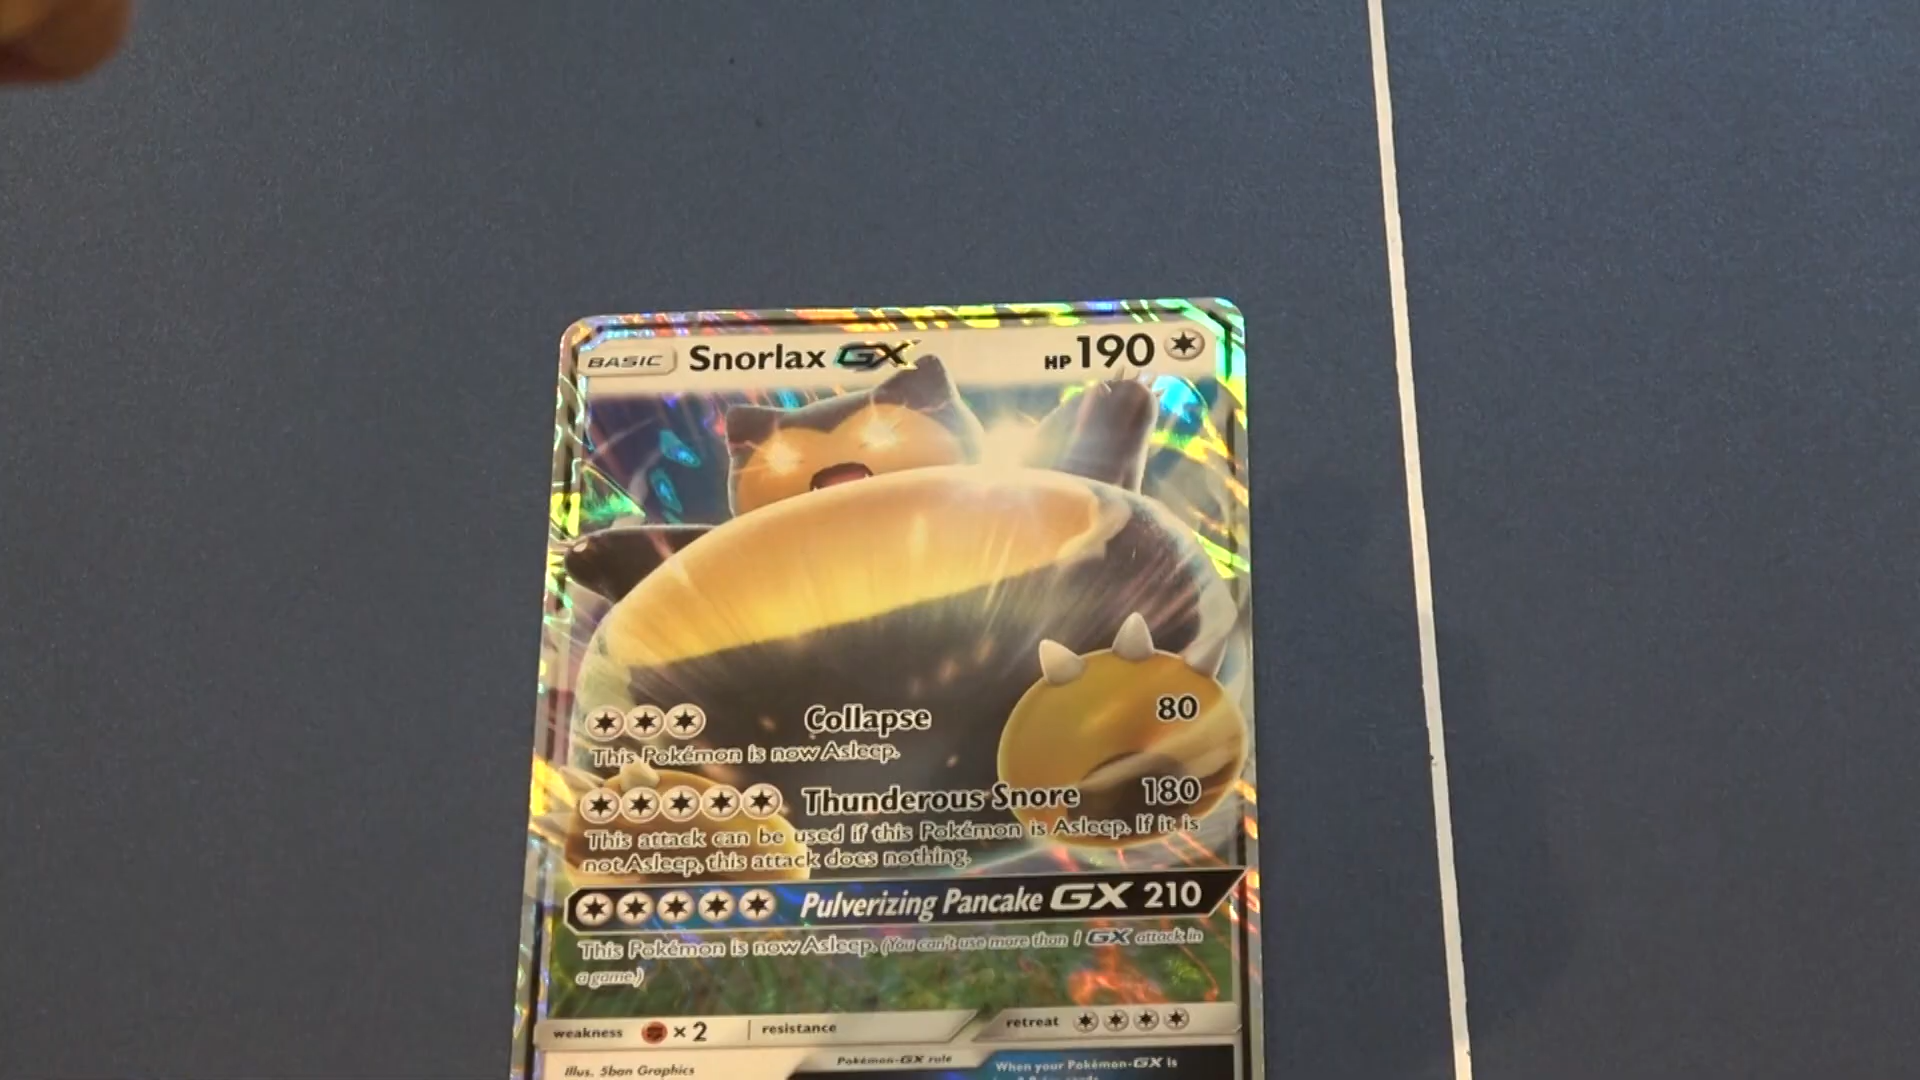 BASIC Snorlax GX HP 190
Collapse 80
This Pokémon is now Asleep.
Thunderous Snore 180
This attack can be used if this Pokémon is Asleep. If it is
not Asleep, this attack does nothing.
Pulverizing Pancake GX 210
This Pokémon is now Asleep. (You can't use more than 1 GX attack in
a game.)
weakness × 2 resistance retreat
Illus. 5ban Graphics
Pokémon-GX rule
When your Pokémon-GX is